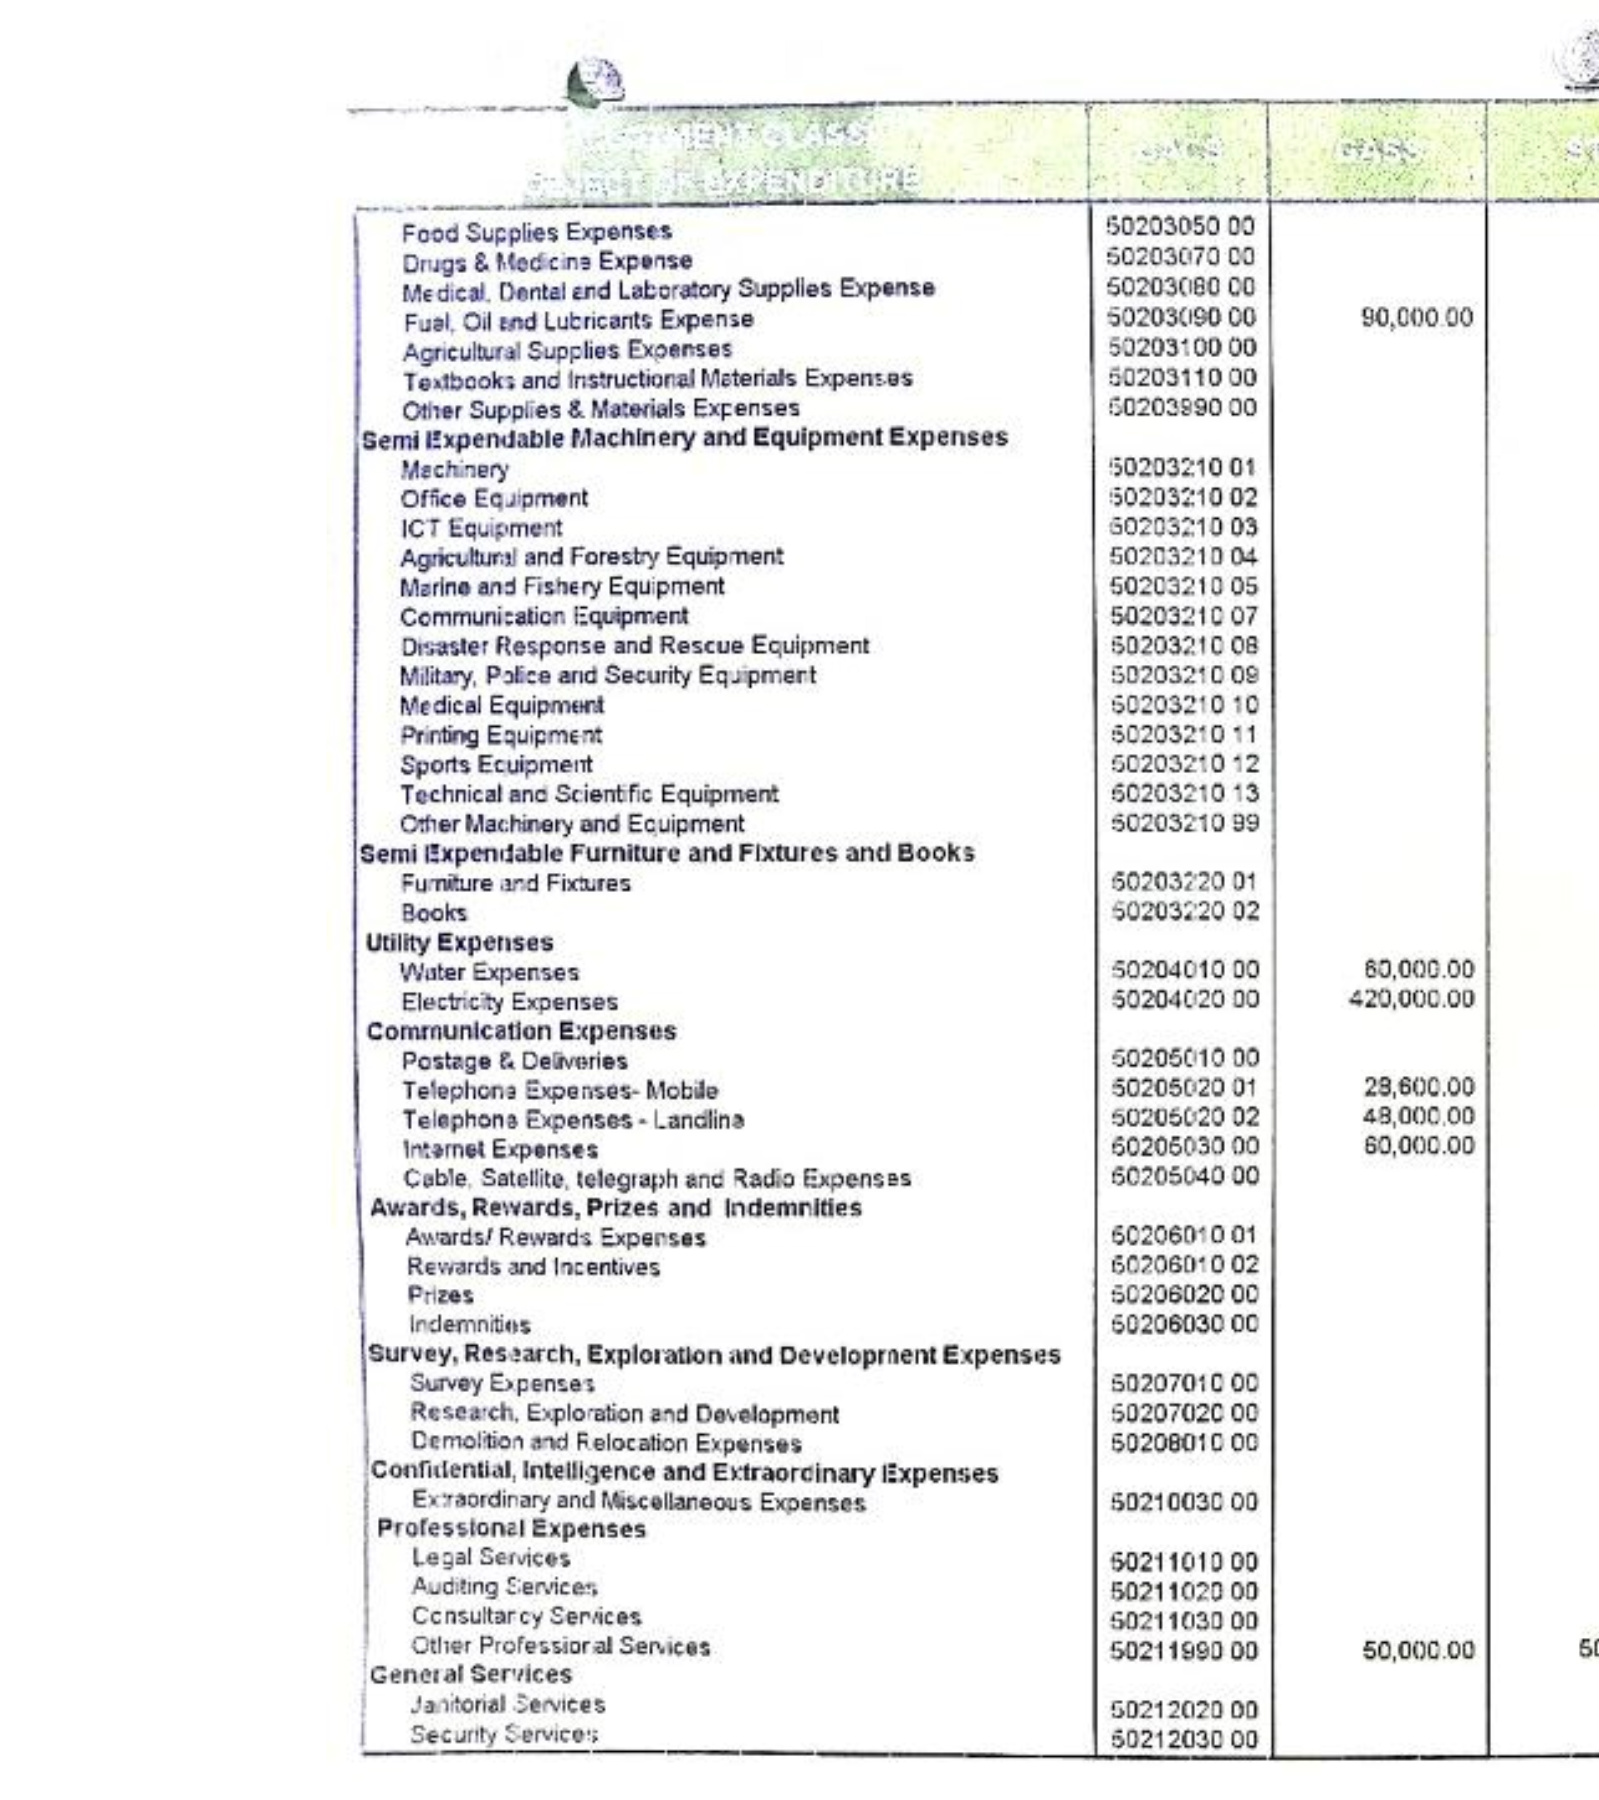 OBJECT OF EXPENDITURE
GASS
Food Supplies Expenses 50203050 00
Drugs & Medicine Expense 50203070 00
Medical, Dental and Laboratory Supplies Expense 50203080 00
Fuel, Oil and Lubricants Expense 50203090 00 90,000.00
Agricultural Supplies Expenses 50203100 00
Textbooks and Instructional Materials Expenses 50203110 00
Other Supplies & Materials Expenses 50203990 00
Semi Expendable Machinery and Equipment Expenses
Machinery 50203210 01
Office Equipment 50203210 02
ICT Equipment 50203210 03
Agricultural and Forestry Equipment 50203210 04
Marine and Fishery Equipment 50203210 05
Communication Equipment 50203210 07
Disaster Response and Rescue Equipment 50203210 08
Military, Police and Security Equipment 50203210 09
Medical Equipment 50203210 10
Printing Equipment 50203210 11
Sports Equipment 50203210 12
Technical and Scientific Equipment 50203210 13
Other Machinery and Equipment 50203210 99
Semi Expendable Furniture and Fixtures and Books
Furniture and Fixtures 50203220 01
Books 50203220 02
Utility Expenses
Water Expenses 50204010 00 60,000.00
Electricity Expenses 50204020 00 420,000.00
Communication Expenses
Postage & Deliveries 50205010 00
Telephone Expenses- Mobile 50205020 01 28,600.00
Telephone Expenses - Landline 50205020 02 48,000.00
Internet Expenses 50205030 00 60,000.00
Cable, Satellite, telegraph and Radio Expenses 50205040 00
Awards, Rewards, Prizes and Indemnities
Awards/ Rewards Expenses 50206010 01
Rewards and Incentives 50206010 02
Prizes 50206020 00
Indemnities 50206030 00
Survey, Research, Exploration and Development Expenses
Survey Expenses 50207010 00
Research, Exploration and Development 50207020 00
Demolition and Relocation Expenses 50208010 00
Confidential, Intelligence and Extraordinary Expenses
Extraordinary and Miscellaneous Expenses 50210030 00
Professional Expenses
Legal Services 50211010 00
Auditing Services 50211020 00
Consultancy Services 50211030 00
Other Professional Services 50211990 00 50,000.00 50
General Services
Janitorial Services 50212020 00
Security Services 50212030 00